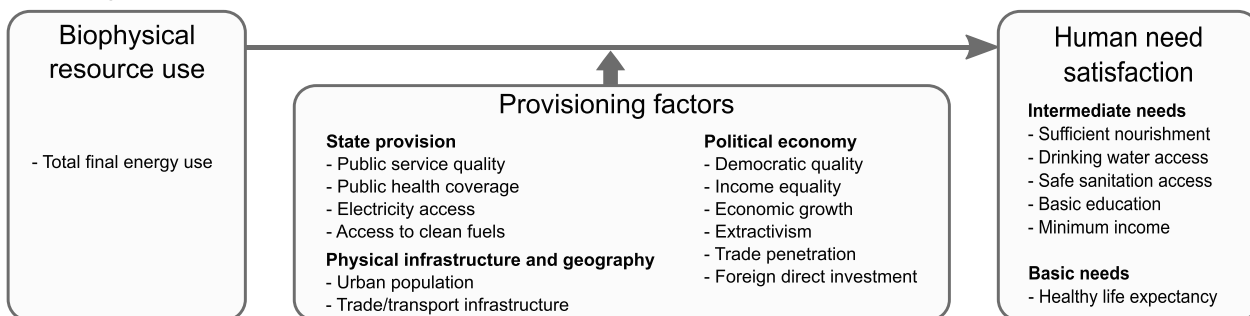 Biophysical
resource use
- Total final energy use
Provisioning factors
State provision
- Public service quality
- Public health coverage
- Electricity access
- Access to clean fuels
Physical infrastructure and geography
- Urban population
- Trade/transport infrastructure
Political economy
- Democratic quality
- Income equality
- Economic growth
- Extractivism
- Trade penetration
- Foreign direct investment
Human need
satisfaction
Intermediate needs
- Sufficient nourishment
- Drinking water access
- Safe sanitation access
- Basic education
- Minimum income
Basic needs
- Healthy life expectancy